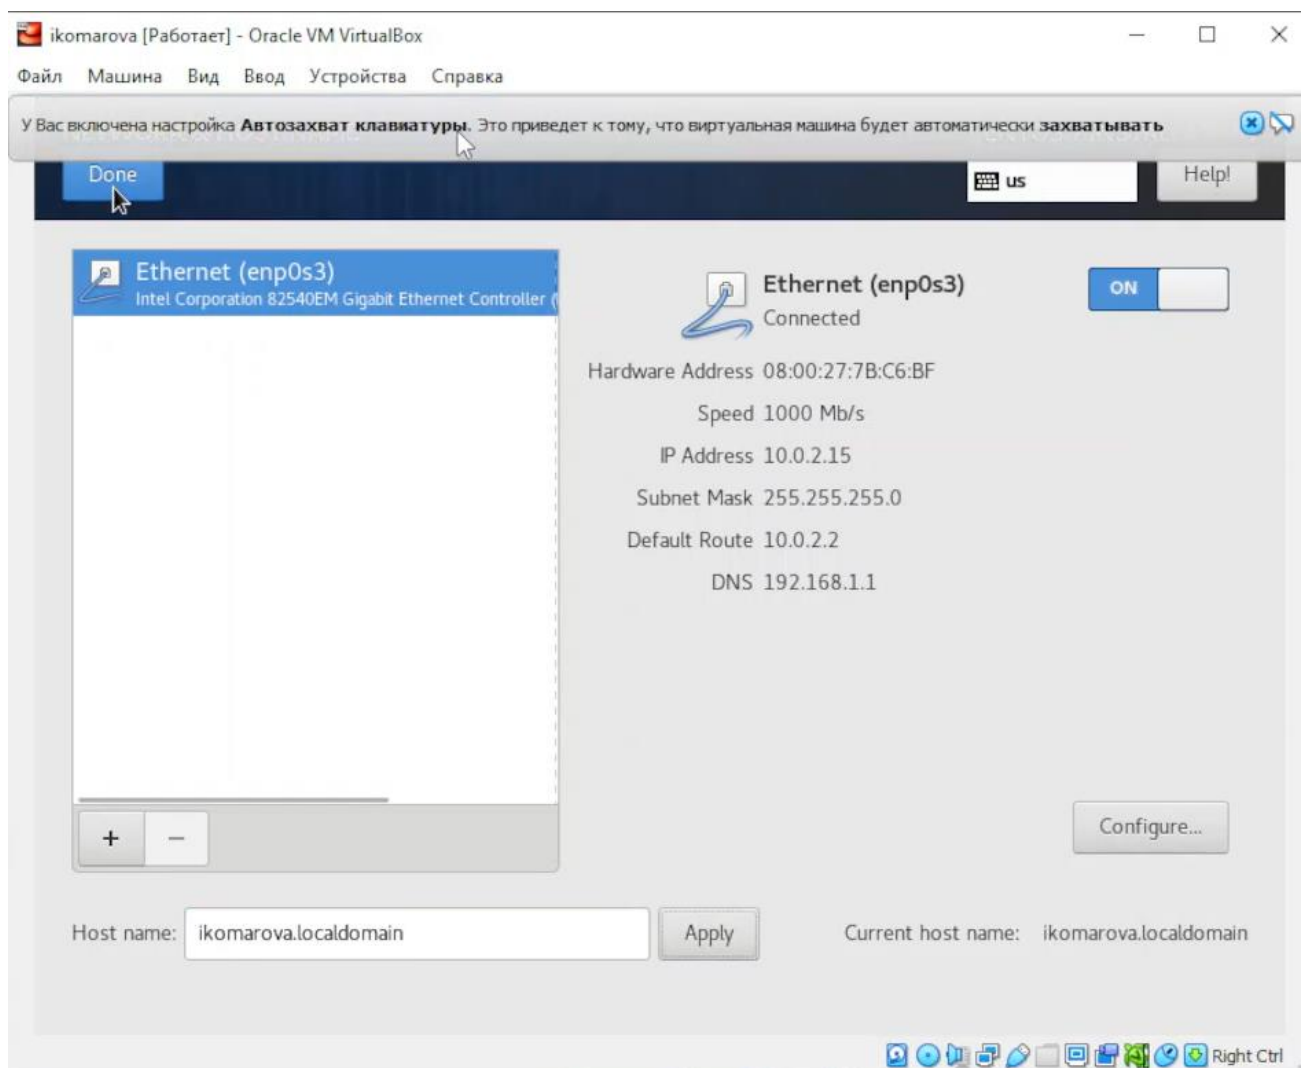 ikomarova [Работает] - Oracle VM VirtualBox
Файл Машина Вид Ввод Устройства Справка
У Вас включена настройка Автозахват клавиатуры. Это приведет к тому, что виртуальная машина будет автоматически захватывать
Done
us
Help!
Ethernet (enp0s3)
Intel Corporation 82540EM Gigabit Ethernet Controller (
Ethernet (enp0s3)
Connected
ON
Hardware Address 08:00:27:7B:C6:BF
Speed 1000 Mb/s
IP Address 10.0.2.15
Subnet Mask 255.255.255.0
Default Route 10.0.2.2
DNS 192.168.1.1
+ −
Configure...
Host name: ikomarova.localdomain Apply Current host name: ikomarova.localdomain
Right Ctrl